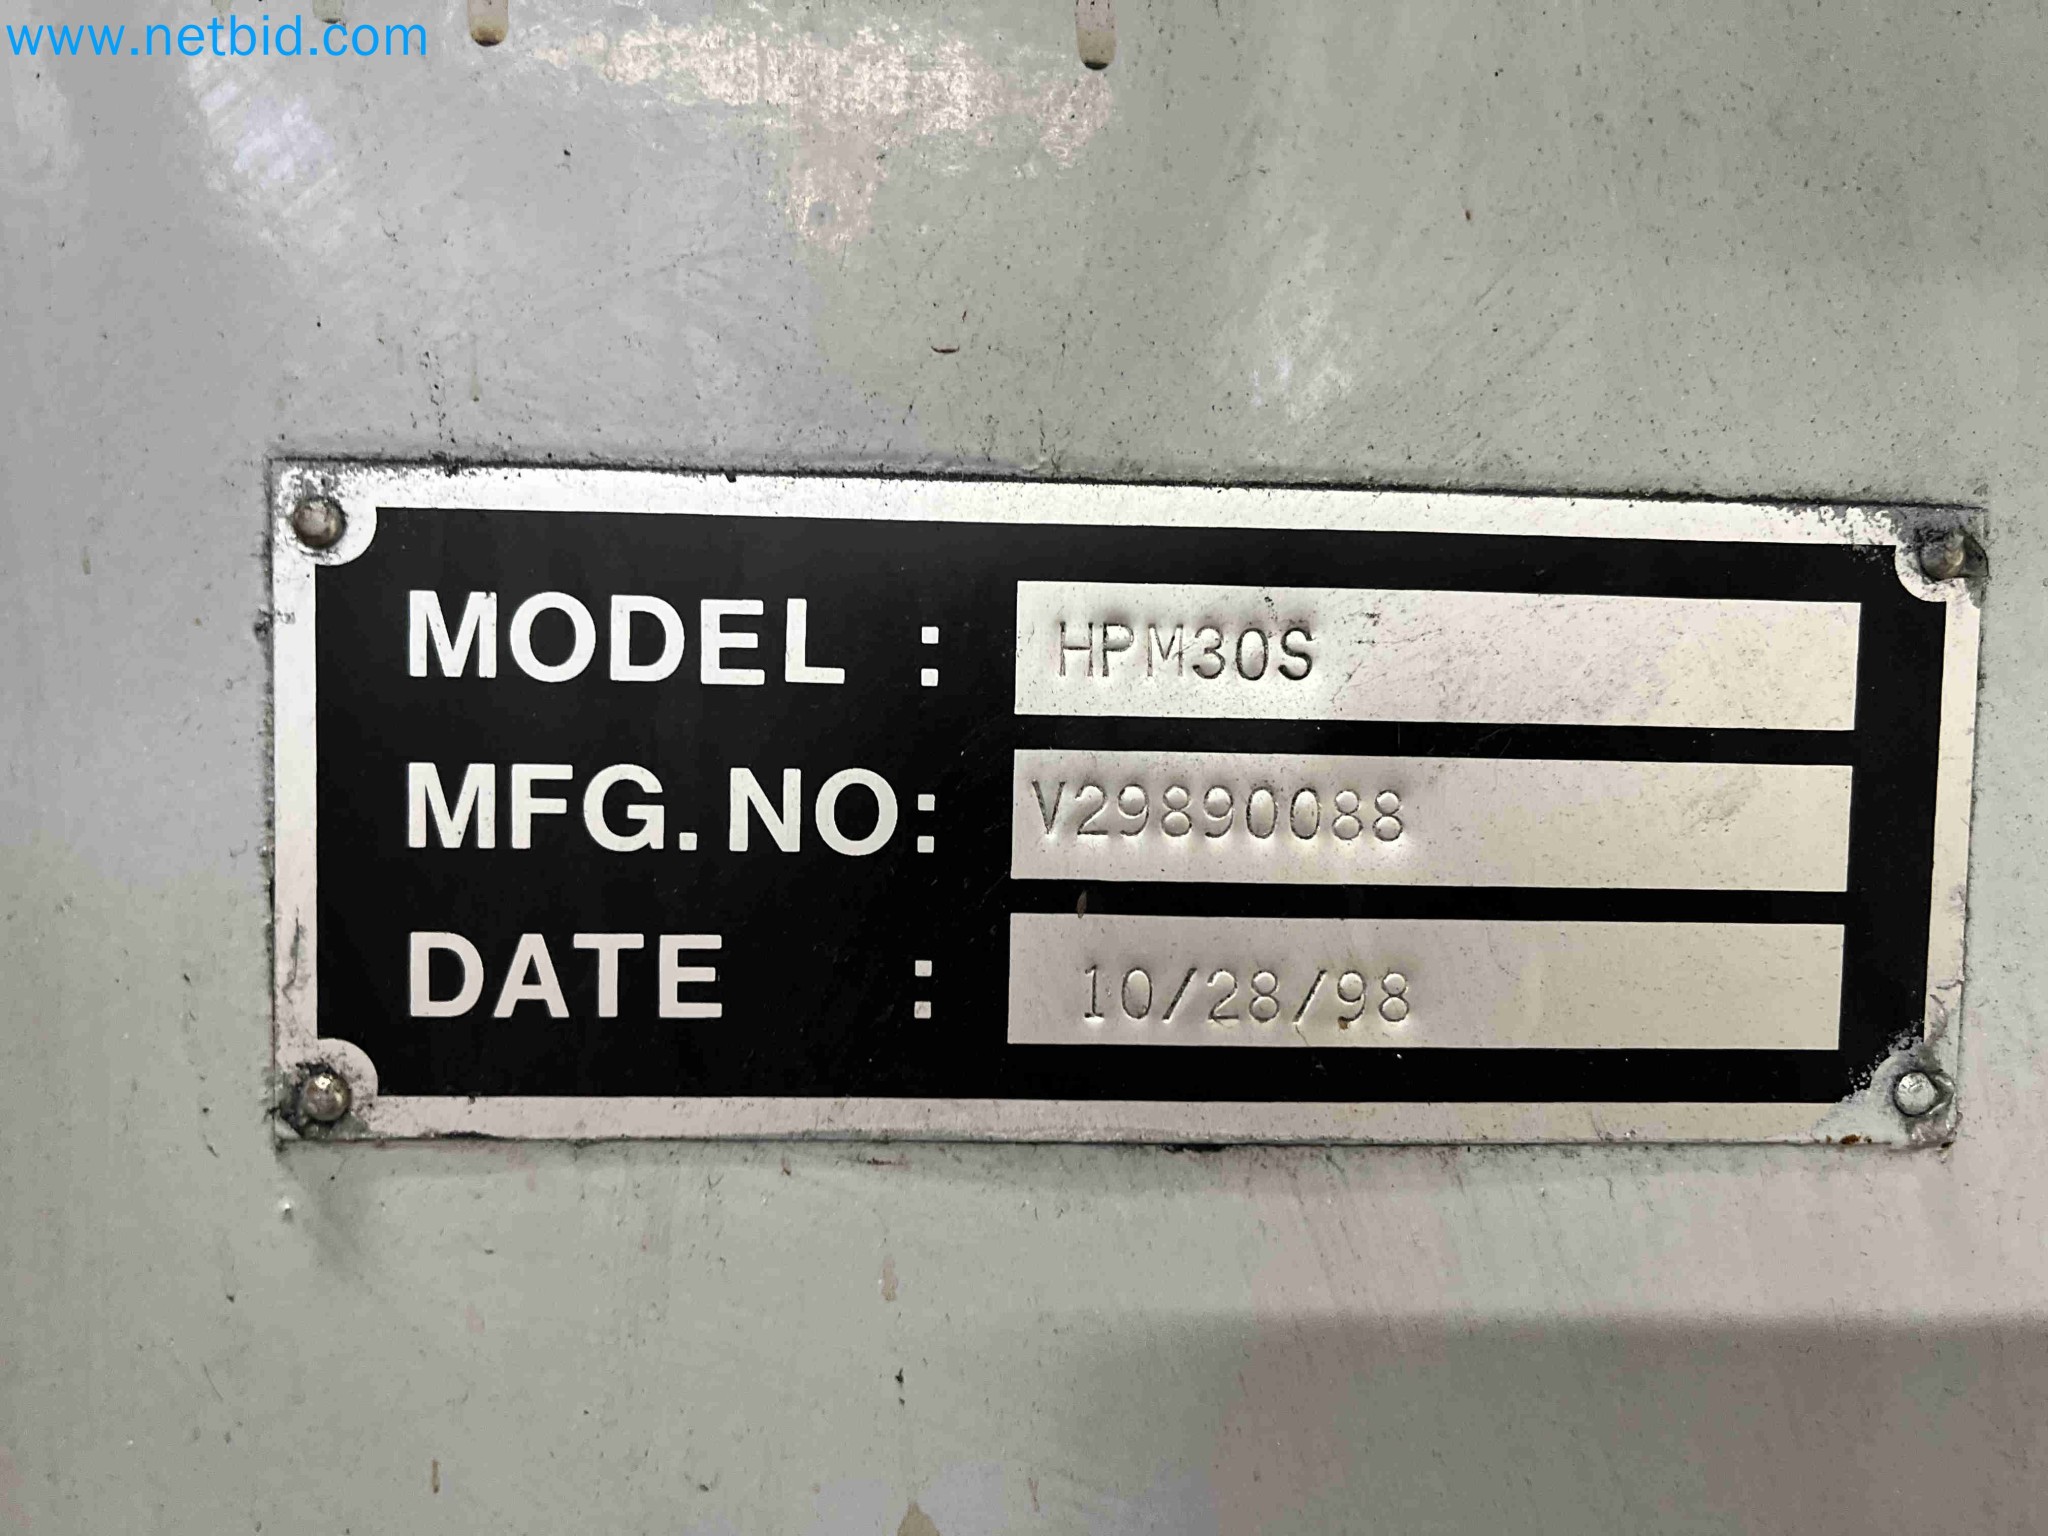 www.netbid.com
MODEL : HPM30S
MFG.NO: V29890088
DATE : 10/28/98